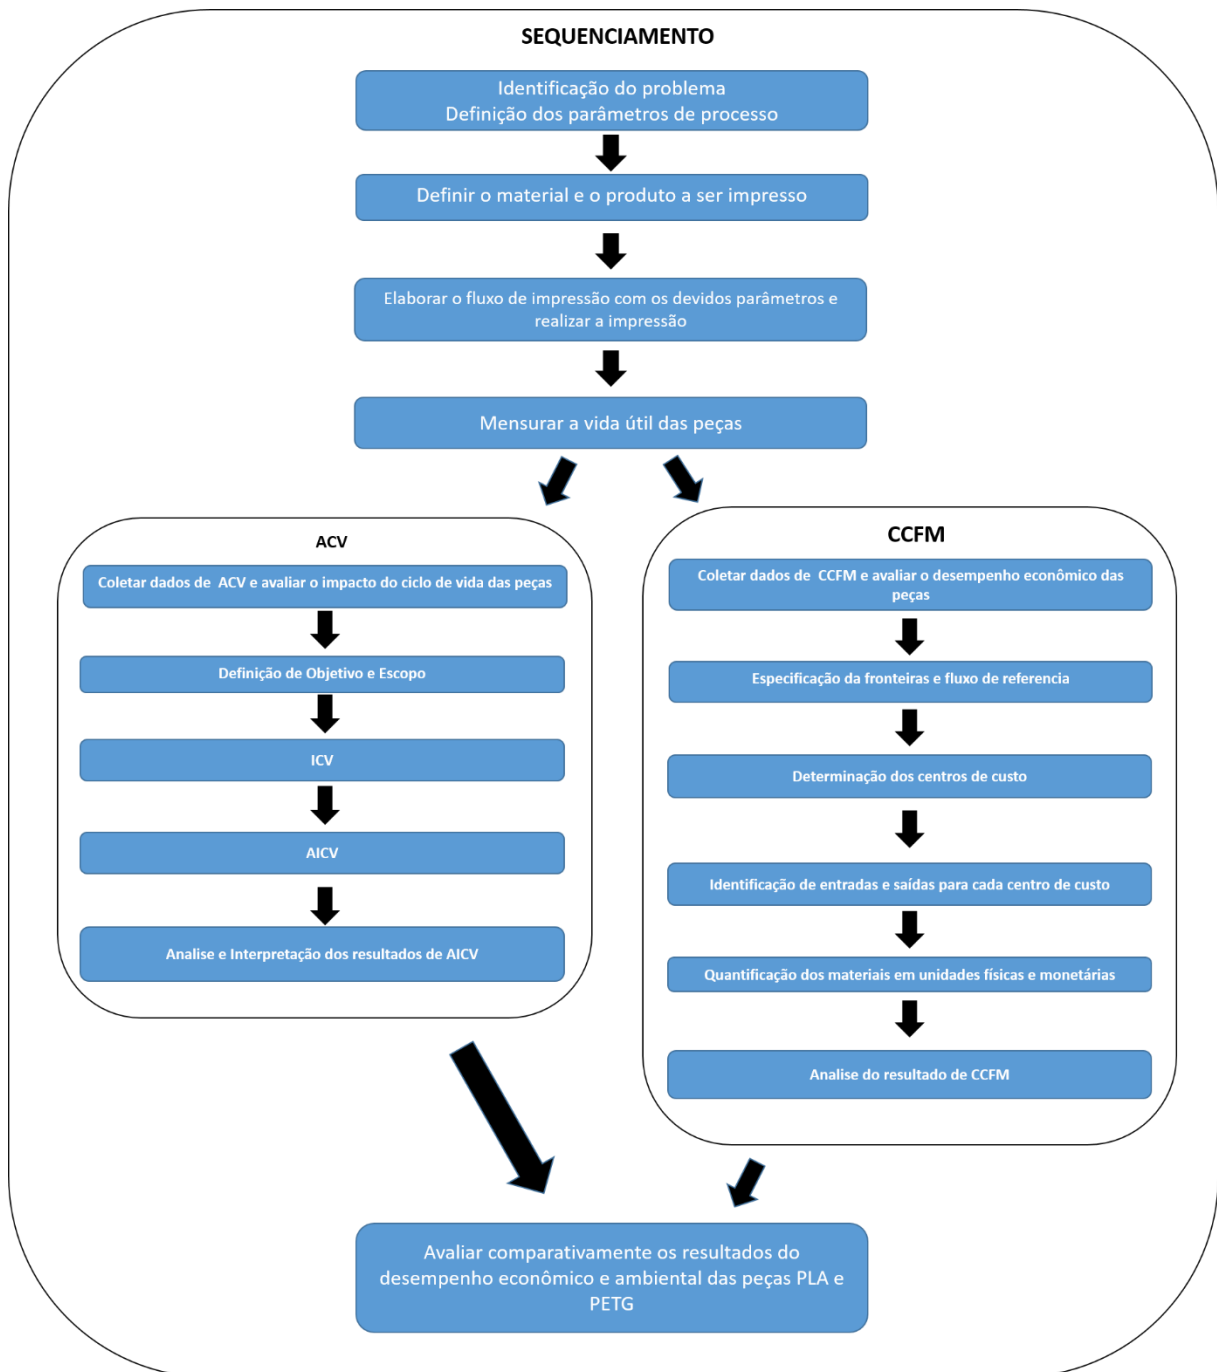 SEQUENCIAMENTO
Identificação do problema
Definição dos parâmetros de processo
Definir o material e o produto a ser impresso
Elaborar o fluxo de impressão com os devidos parâmetros e
realizar a impressão
Mensurar a vida útil das peças
ACV
Coletar dados de ACV e avaliar o impacto do ciclo de vida das peças
Definição de Objetivo e Escopo
ICV
AICV
Analise e Interpretação dos resultados de AICV
CCFM
Coletar dados de CCFM e avaliar o desempenho econômico das
peças
Especificação da fronteiras e fluxo de referencia
Determinação dos centros de custo
Identificação de entradas e saídas para cada centro de custo
Quantificação dos materiais em unidades físicas e monetárias
Analise do resultado de CCFM
Avaliar comparativamente os resultados do
desempenho econômico e ambiental das peças PLA e
PETG